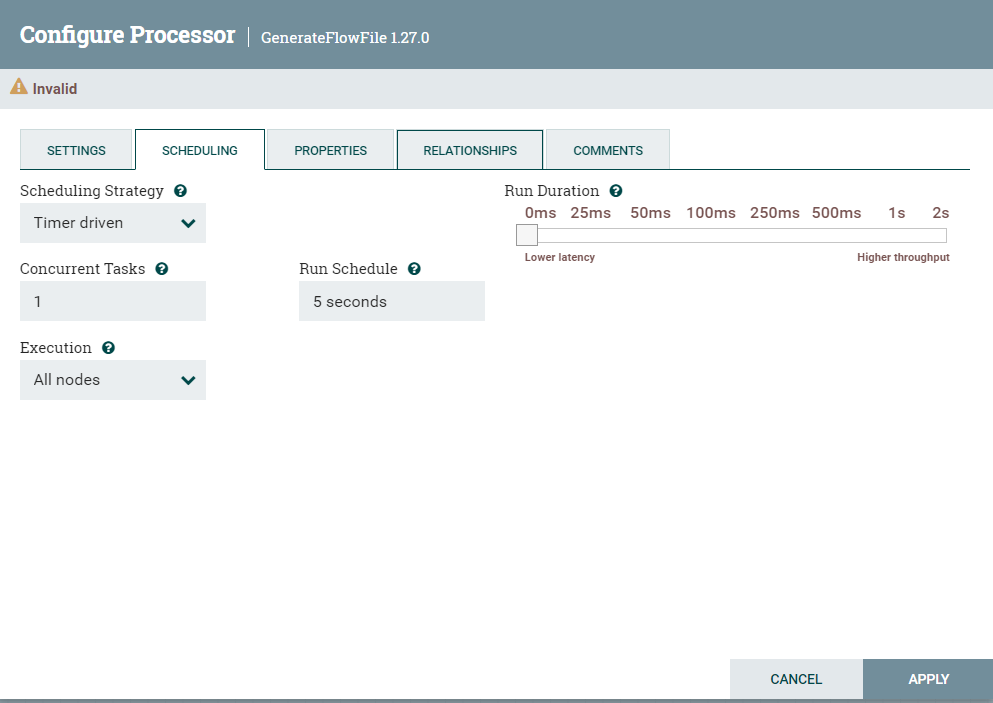 Configure Processor | GenerateFlowFile 1.27.0
Invalid
SETTINGS SCHEDULING PROPERTIES RELATIONSHIPS COMMENTS
Scheduling Strategy ? Run Duration ?
Timer driven
0ms 25ms 50ms 100ms 250ms 500ms 1s 2s
Lower latency Higher throughput
Concurrent Tasks ? Run Schedule ?
1 5 seconds
Execution ?
All nodes
CANCEL APPLY